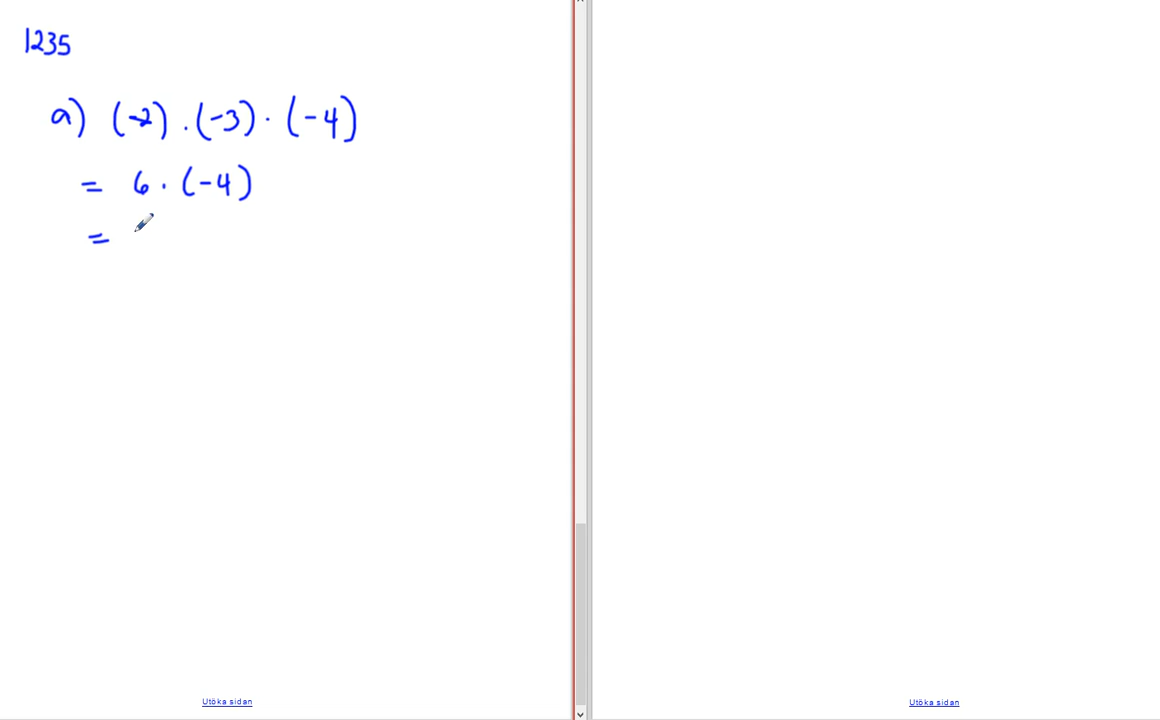 1235
a) (-2) . (-3) · (-4)
= 6 · (-4)
=
Utöka sidan
Utöka sidan